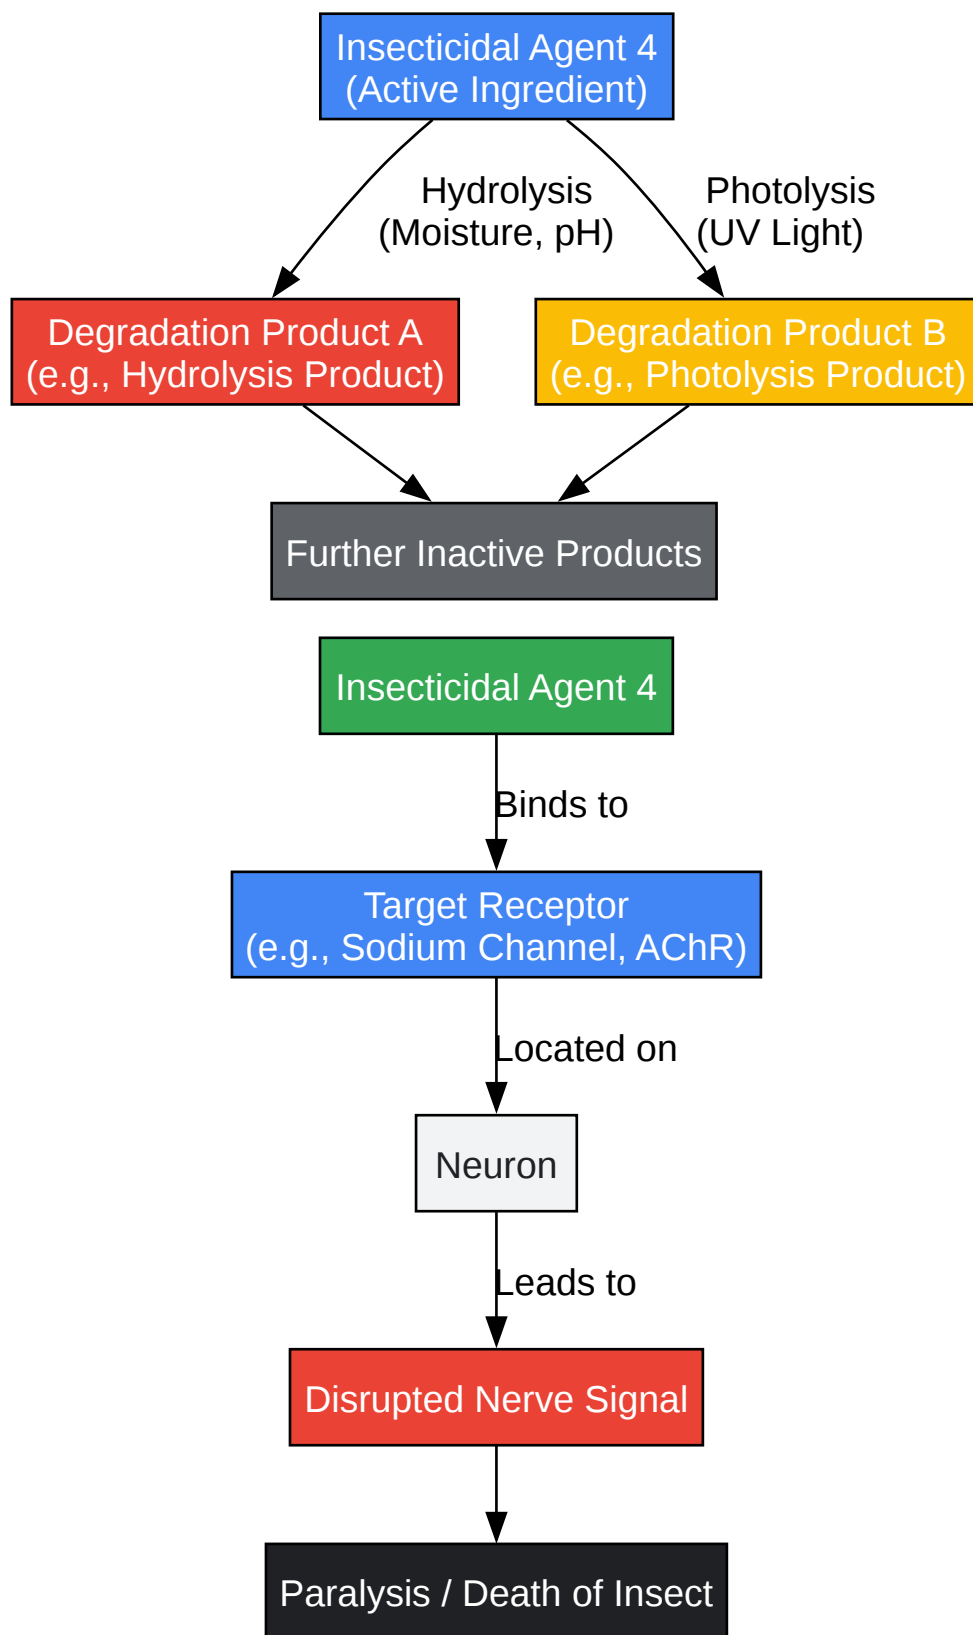 Insecticidal Agent 4
(Active Ingredient)
Hydrolysis
(Moisture, pH)
Photolysis
(UV Light)
Degradation Product A
(e.g., Hydrolysis Product)
Degradation Product B
(e.g., Photolysis Product)
Further Inactive Products
Insecticidal Agent 4
Binds to
Target Receptor
(e.g., Sodium Channel, AChR)
Located on
Neuron
Leads to
Disrupted Nerve Signal
Paralysis / Death of Insect